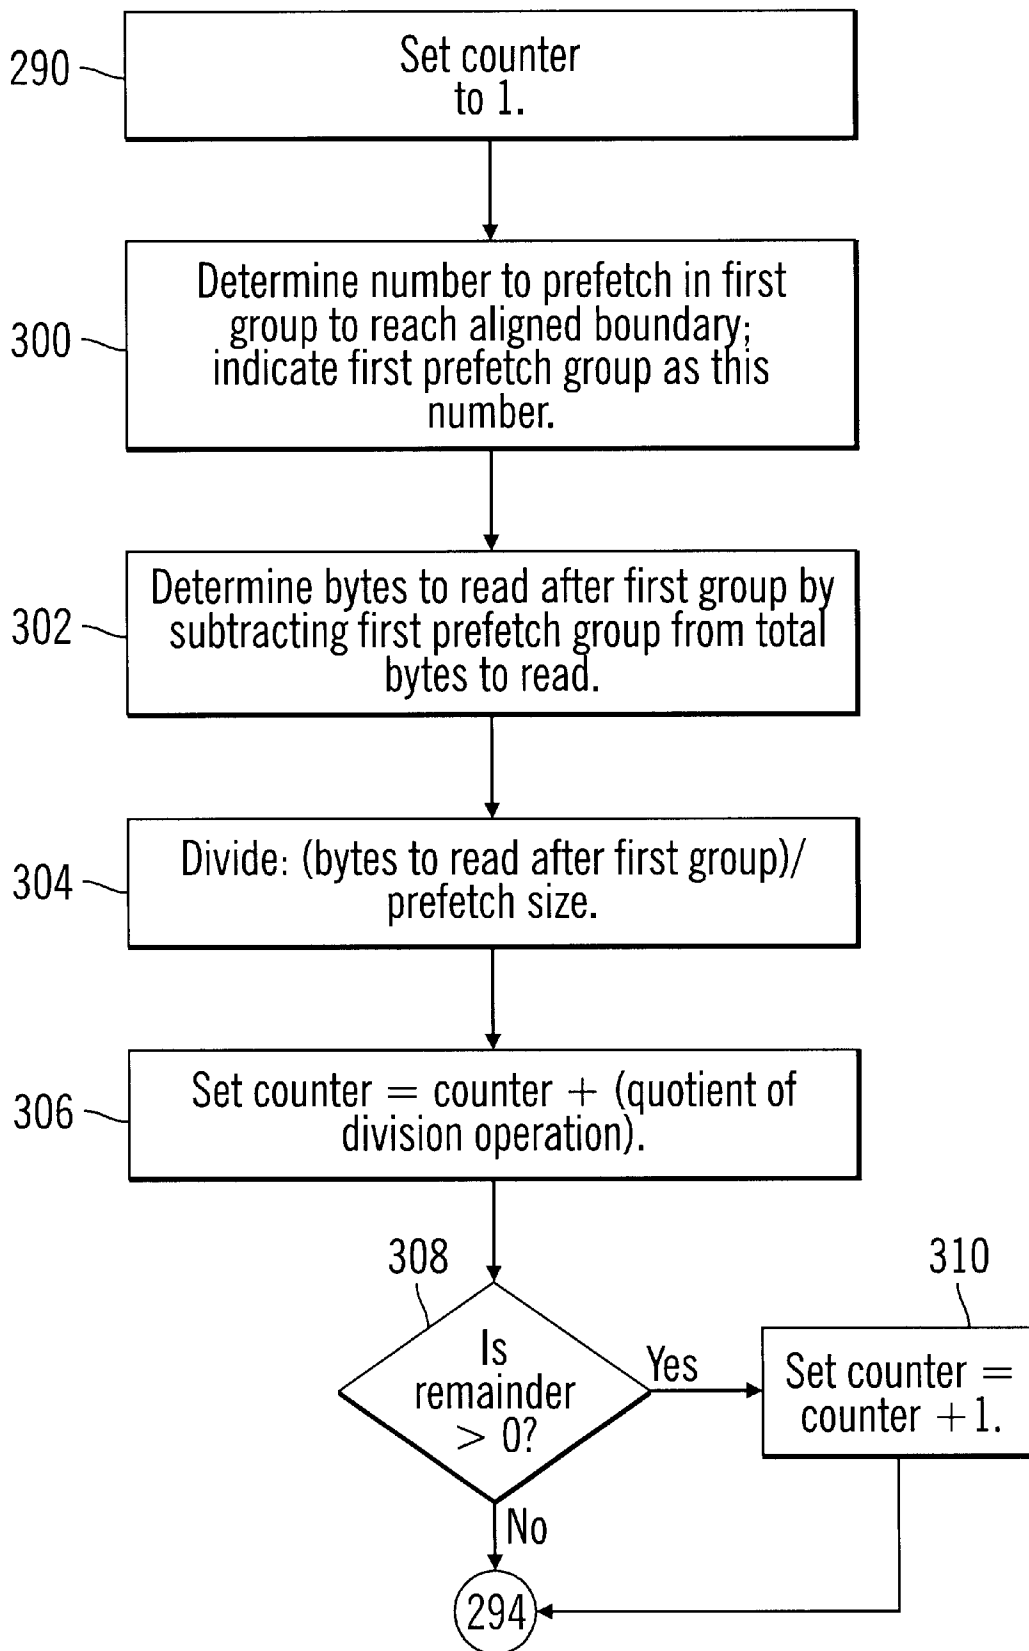 290
Set counter
to 1.
300
Determine number to prefetch in first
group to reach aligned boundary;
indicate first prefetch group as this
number.
302
Determine bytes to read after first group by
subtracting first prefetch group from total
bytes to read.
304
Divide: (bytes to read after first group)/
prefetch size.
306
Set counter = counter + (quotient of
division operation).
308
Is
remainder
> 0?
Yes
310
Set counter =
counter +1.
No
294